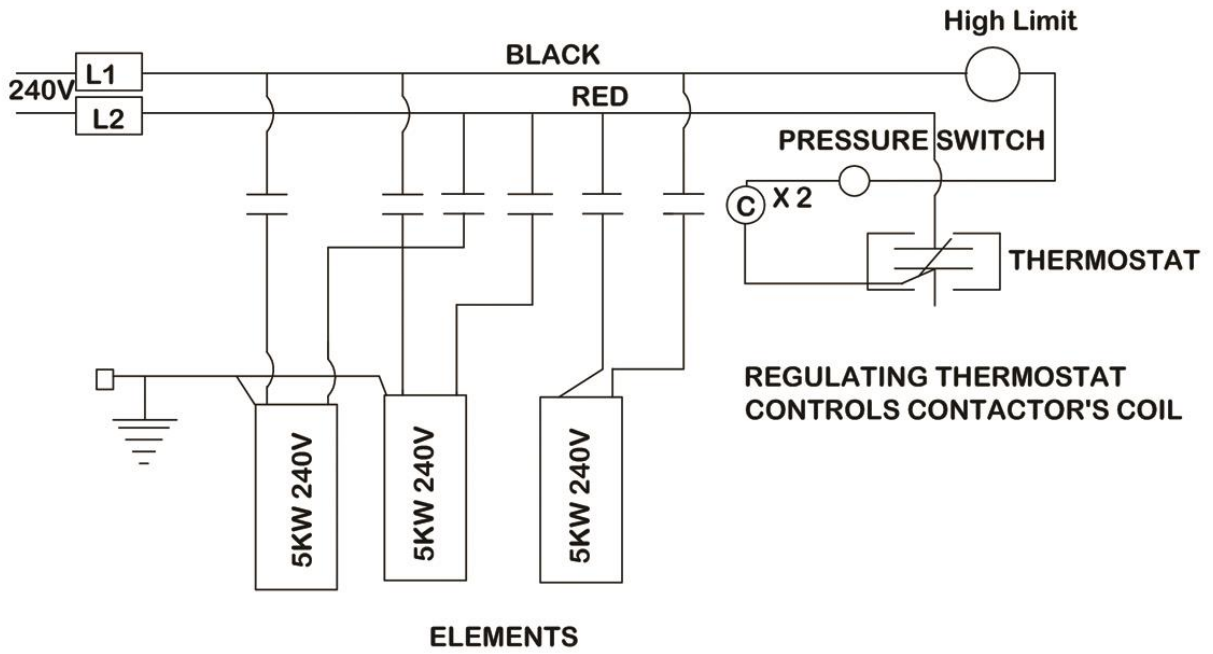 High Limit
BLACK
L1
240V
RED
L2
PRESSURE SWITCH
C X 2
THERMOSTAT
REGULATING THERMOSTAT
CONTROLS CONTACTOR'S COIL
5KW 240V
5KW 240V
5KW 240V
ELEMENTS